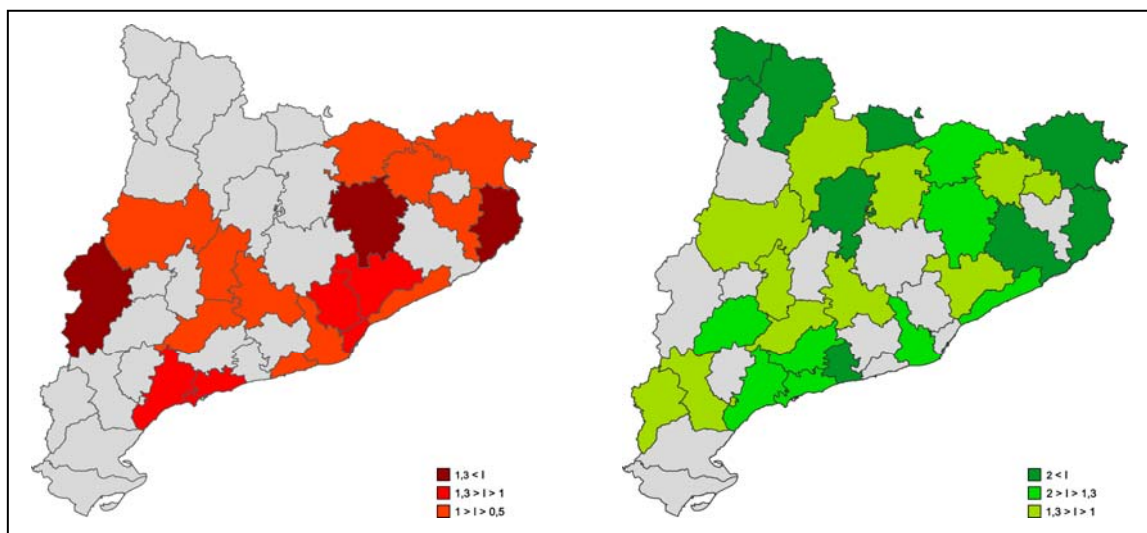 1,3 < I
1,3 > I > 1
1 > I > 0,5
2 < I
2 > I > 1,3
1,3 > I > 1